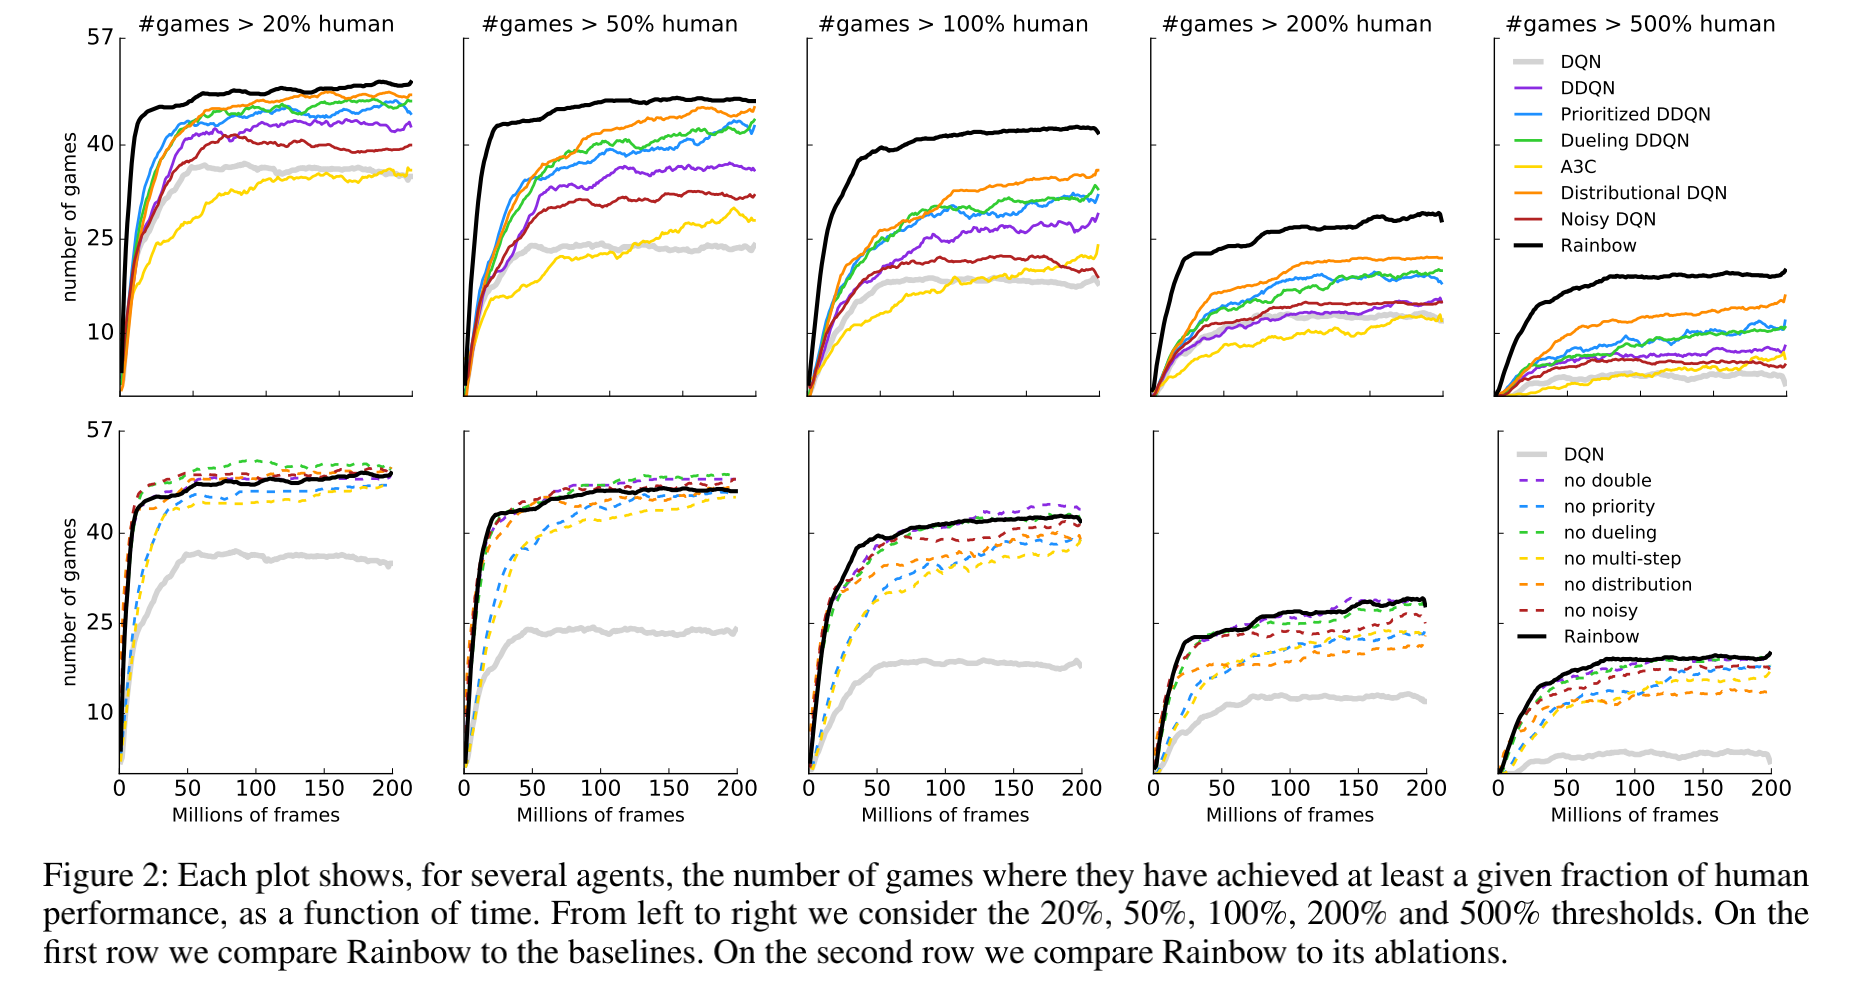 #games > 20% human
#games > 50% human
#games > 100% human
#games > 200% human
#games > 500% human
57
40
25
10
number of games
DQN
DDQN
Prioritized DDQN
Dueling DDQN
A3C
Distributional DQN
Noisy DQN
Rainbow
57
40
25
10
number of games
DQN
no double
no priority
no dueling
no multi-step
no distribution
no noisy
Rainbow
0 50 100 150 200
0 50 100 150 200
0 50 100 150 200
0 50 100 150 200
0 50 100 150 200
Millions of frames
Millions of frames
Millions of frames
Millions of frames
Millions of frames
Figure 2: Each plot shows, for several agents, the number of games where they have achieved at least a given fraction of human
performance, as a function of time. From left to right we consider the 20%, 50%, 100%, 200% and 500% thresholds. On the
first row we compare Rainbow to the baselines. On the second row we compare Rainbow to its ablations.